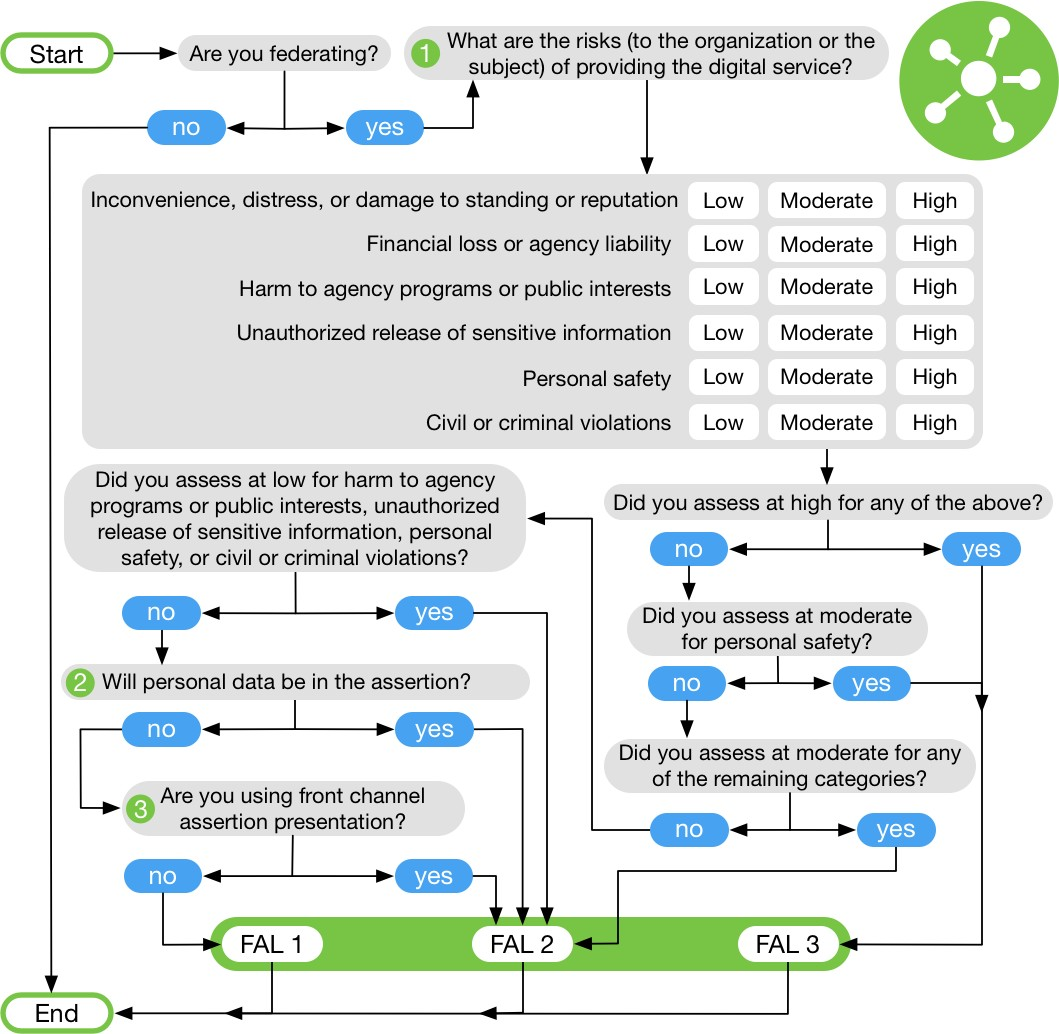 Start
Are you federating?
1
What are the risks (to the organization or the
subject) of providing the digital service?
no
yes
Inconvenience, distress, or damage to standing or reputation Low Moderate High
Financial loss or agency liability Low Moderate High
Harm to agency programs or public interests Low Moderate High
Unauthorized release of sensitive information Low Moderate High
Personal safety Low Moderate High
Civil or criminal violations Low Moderate High
Did you assess at high for any of the above?
no
yes
Did you assess at moderate
for personal safety?
no
yes
Did you assess at moderate for any
of the remaining categories?
no
yes
Did you assess at low for harm to agency
programs or public interests, unauthorized
release of sensitive information, personal
safety, or civil or criminal violations?
no
yes
2 Will personal data be in the assertion?
no
yes
3
Are you using front channel
assertion presentation?
no
yes
FAL 1
FAL 2
FAL 3
End